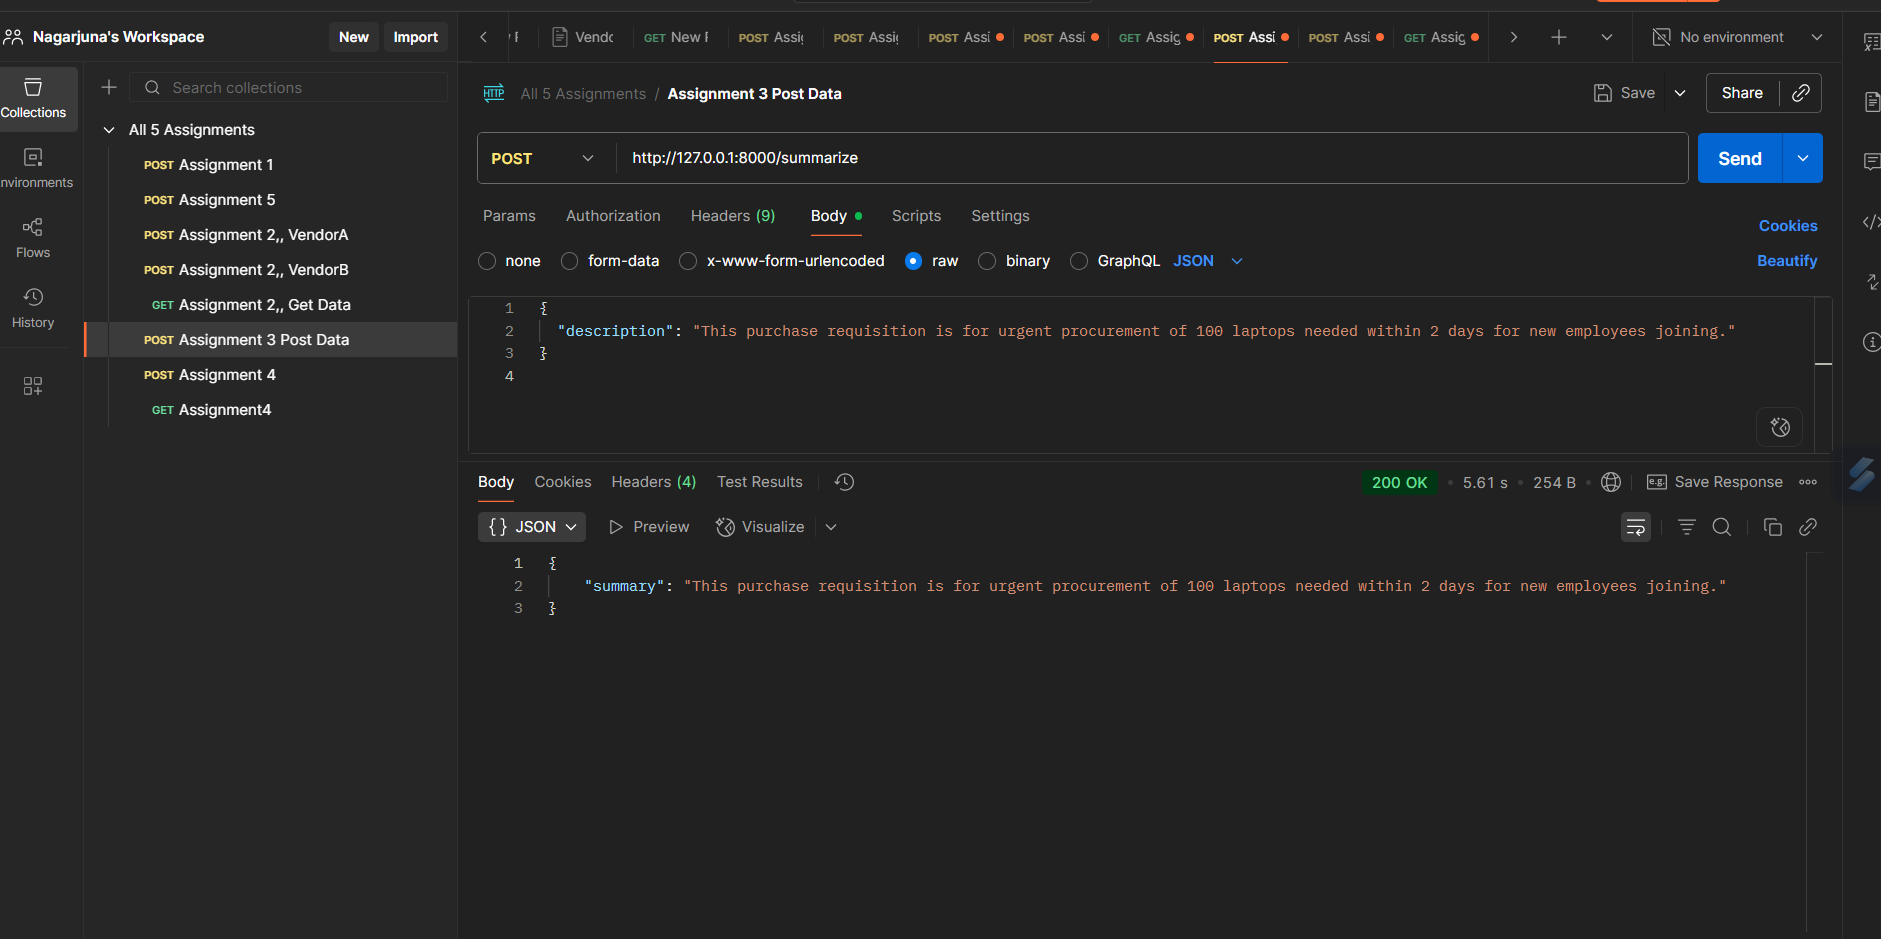 Nagarjuna's Workspace
New
Import
Vendc
GET New F
POST Assig
POST Assig
POST Assi
POST Assi
GET Assig
POST Assi
POST Assi
GET Assig
No environment
Collections
Search collections
All 5 Assignments / Assignment 3 Post Data
Save
Share
All 5 Assignments
POST Assignment 1
POST http://127.0.0.1:8000/summarize
Send
nvironments
POST Assignment 5
Params Authorization Headers (9) Body Scripts Settings
Cookies
POST Assignment 2,, VendorA
Flows
POST Assignment 2,, VendorB
none form-data x-www-form-urlencoded raw binary GraphQL JSON
Beautify
GET Assignment 2,, Get Data
1 {
History
POST Assignment 3 Post Data
2 "description": "This purchase requisition is for urgent procurement of 100 laptops needed within 2 days for new employees joining."
3 }
POST Assignment 4
4
GET Assignment4
Body Cookies Headers (4) Test Results
200 OK • 5.61 s • 254 B
e.g. Save Response
{} JSON Preview Visualize
1 {
2 "summary": "This purchase requisition is for urgent procurement of 100 laptops needed within 2 days for new employees joining."
3 }